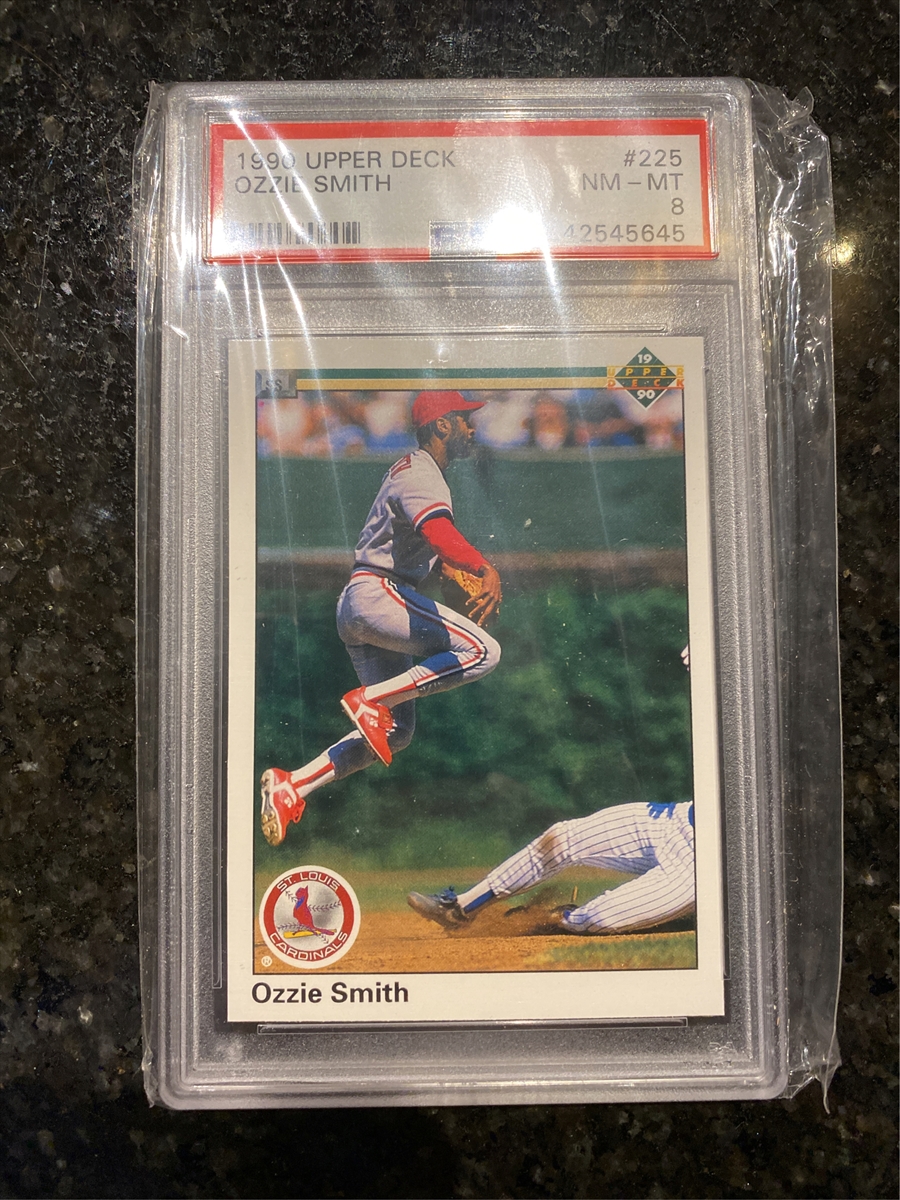 1990 UPPER DECK
#225
OZZIE SMITH
NM - MT
8
42545645
SS
19
UPPER
DECK
90
ST. LOUIS
CARDINALS
®
Ozzie Smith